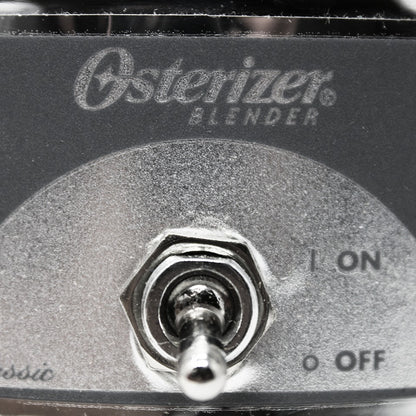 Osterizer®
BLENDER
| ON
o OFF